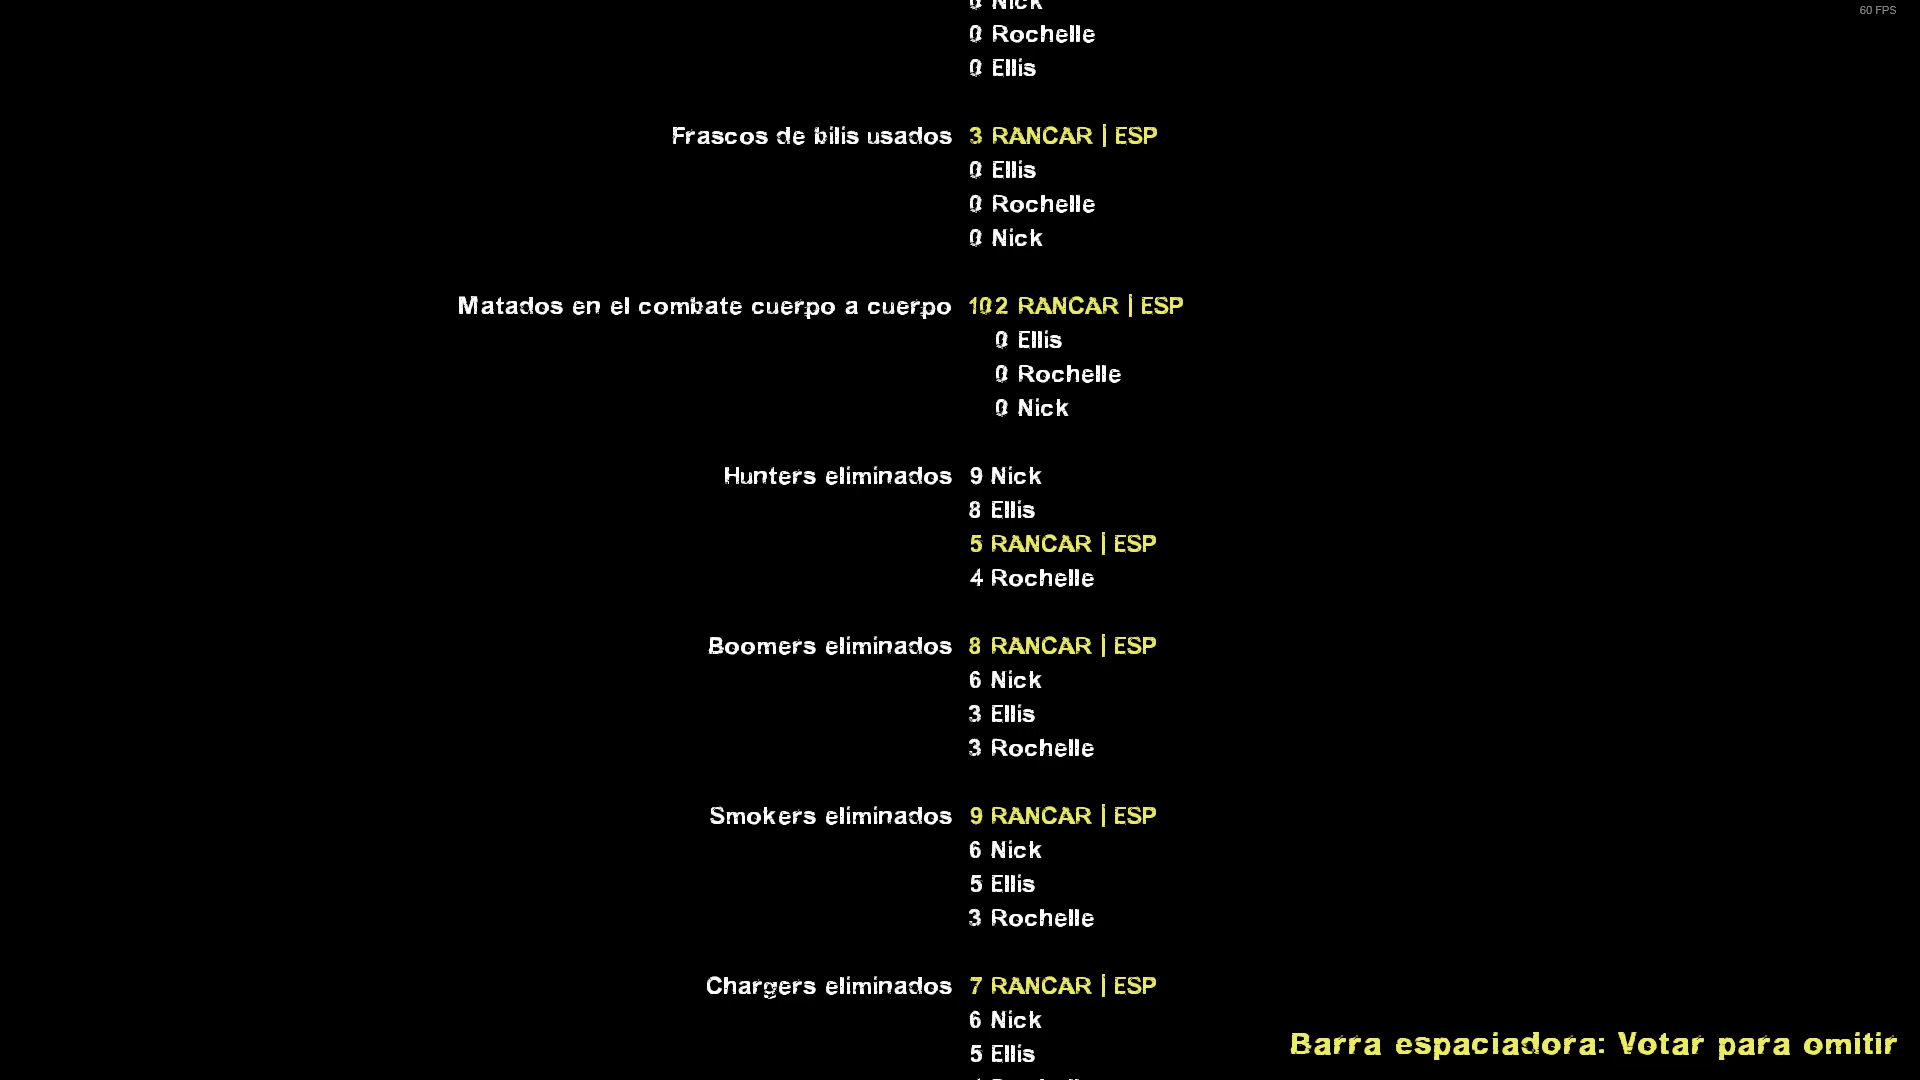 60 FPS
0 Nick
0 Rochelle
0 Ellis
Frascos de bilis usados 3 RANCAR | ESP
0 Ellis
0 Rochelle
0 Nick
Matados en el combate cuerpo a cuerpo 102 RANCAR | ESP
0 Ellis
0 Rochelle
0 Nick
Hunters eliminados 9 Nick
8 Ellis
5 RANCAR | ESP
4 Rochelle
Boomers eliminados 8 RANCAR | ESP
6 Nick
3 Ellis
3 Rochelle
Smokers eliminados 9 RANCAR | ESP
6 Nick
5 Ellis
3 Rochelle
Chargers eliminados 7 RANCAR | ESP
6 Nick
5 Ellis
Barra espaciadora: Votar para omitir